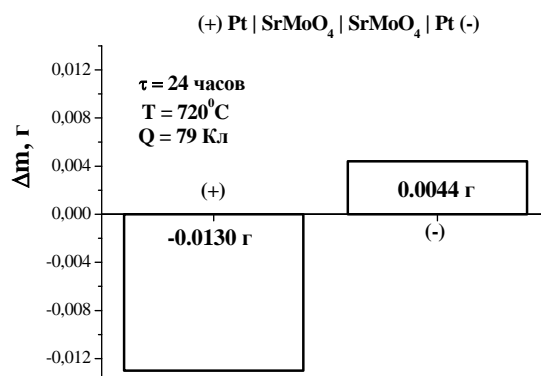 (+) Pt | SrMoO₄ | SrMoO₄ | Pt (-)
τ = 24 часов
T = 720⁰C
Q = 79 Кл
Δm, г
0,012
0,008
0,004
0,000
-0,004
-0,008
-0,012
(+)
0.0044 г
-0.0130 г
(-)